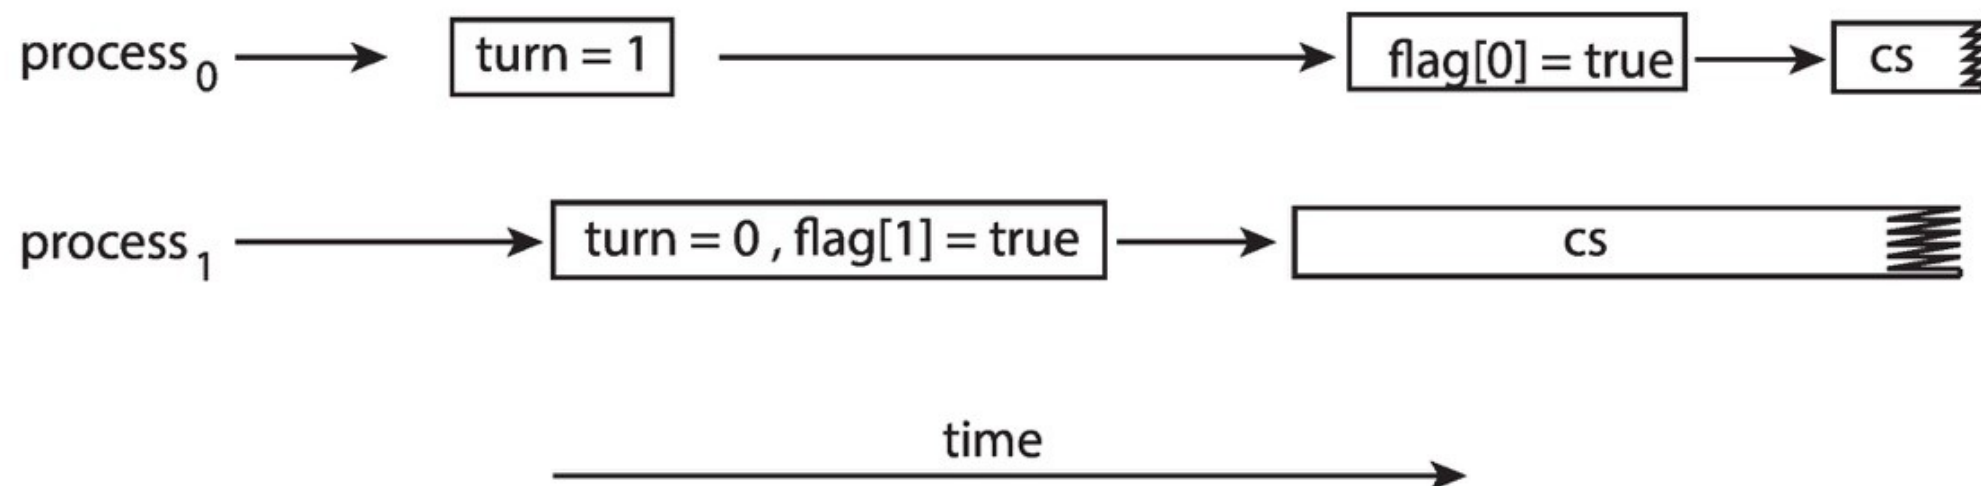 process0 turn = 1 flag[0] = true cs
process1 turn = 0 , flag[1] = true cs
time